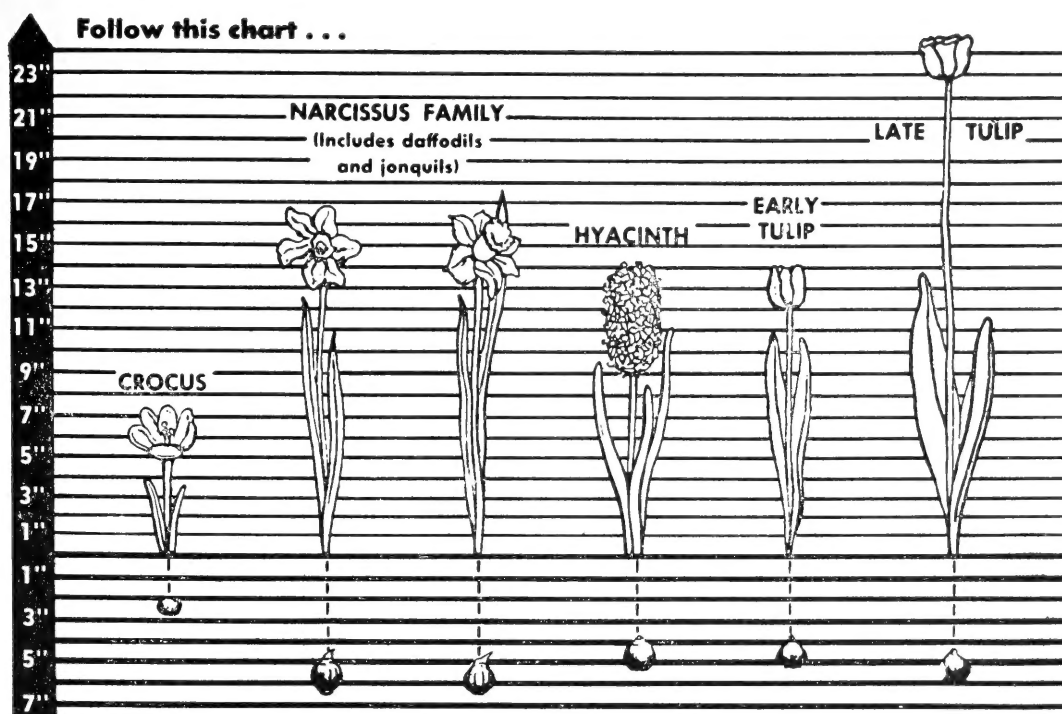 Follow this chart ...
23"
21"
19"
17"
15"
13"
11"
9"
7"
5"
3"
1"
1"
3"
5"
7"
NARCISSUS FAMILY
(Includes daffodils
and jonquils)
CROCUS
HYACINTH
EARLY
TULIP
LATE TULIP